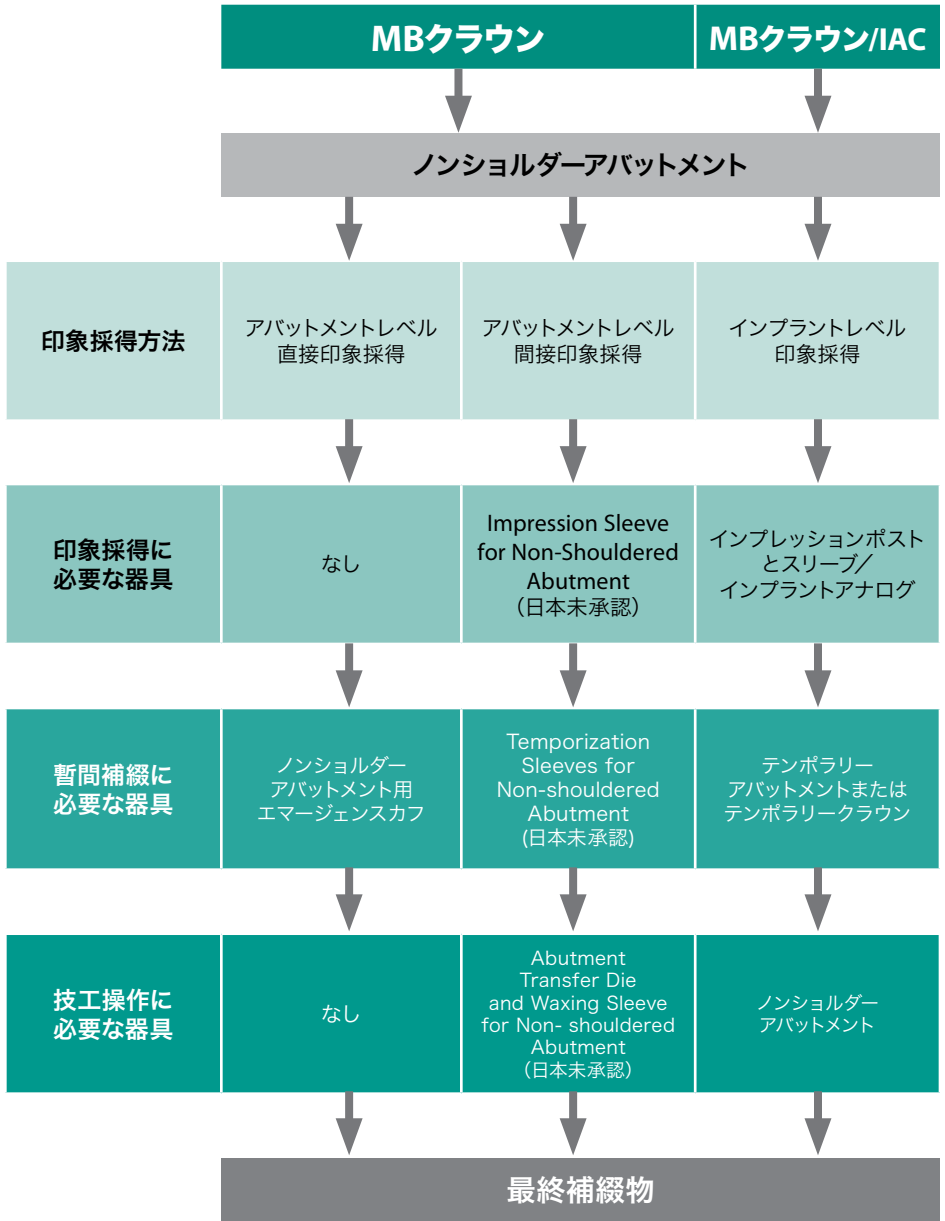 MBクラウン
MBクラウン/IAC
ノンショルダーアバットメント
印象採得方法
アバットメントレベル
直接印象採得
アバットメントレベル
間接印象採得
インプラントレベル
印象採得
印象採得に
必要な器具
なし
Impression Sleeve
for Non-Shouldered
Abutment
（日本未承認）
インプレッションポスト
とスリーブ／
インプラントアナログ
暫間補綴に
必要な器具
ノンショルダー
アバットメント用
エマージェンスカフ
Temporization
Sleeves for
Non-shouldered
Abutment
(日本未承認)
テンポラリー
アバットメントまたは
テンポラリークラウン
技工操作に
必要な器具
なし
Abutment
Transfer Die
and Waxing Sleeve
for Non- shouldered
Abutment
（日本未承認）
ノンショルダー
アバットメント
最終補綴物